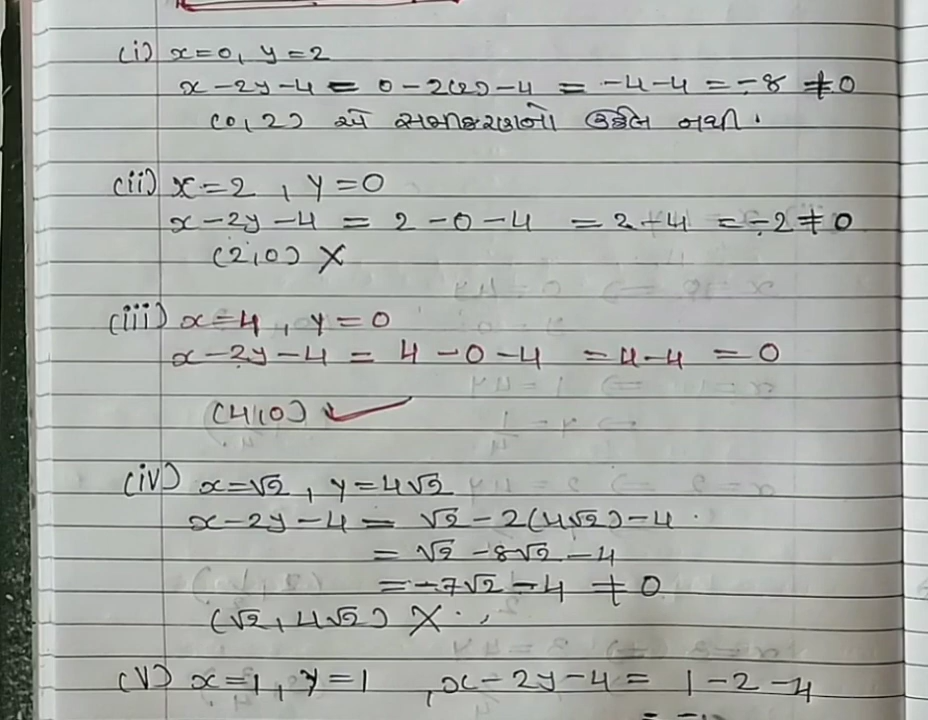 (i) x=0, y=2
x-2y-4 = 0-2(2)-4 = -4-4 = -8 ≠0
(0,2) એ સમીકરણનો ઉકેલ નથી.
(ii) x=2, y=0
x-2y-4 = 2-0-4 = 2-4 = -2≠0
(2,0) X
(iii) x=4, y=0
x-2y-4 = 4-0-4 = 4-4 = 0
(4,0) ✓
(iv) x=√2, y=4√2
x-2y-4 = √2-2(4√2)-4.
= √2-8√2-4
= -7√2-4 ≠0
(√2, 4√2) X
(v) x=1, y=1, x-2y-4 = 1-2-4